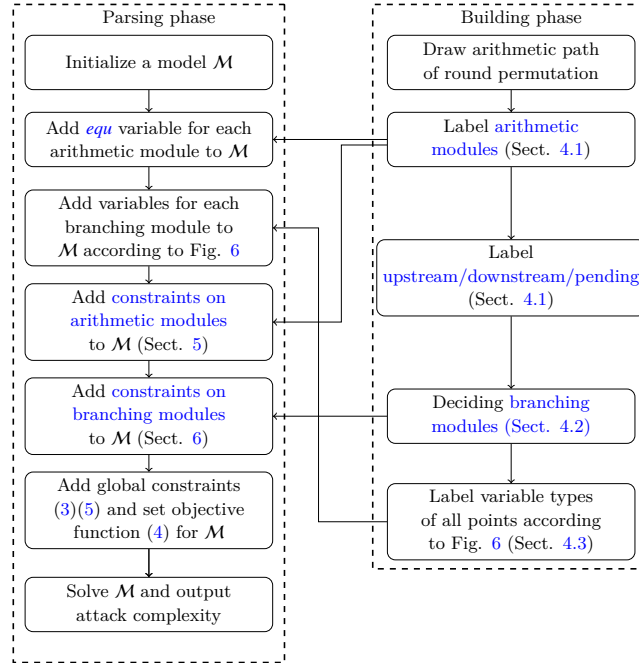 Parsing phase
Initialize a model M
Add equ variable for each
arithmetic module to M
Add variables for each
branching module to
M according to Fig. 6
Add constraints on
arithmetic modules
to M (Sect. 5)
Add constraints on
branching modules
to M (Sect. 6)
Add global constraints
(3)(5) and set objective
function (4) for M
Solve M and output
attack complexity
Building phase
Draw arithmetic path
of round permutation
Label arithmetic
modules (Sect. 4.1)
Label
upstream/downstream/pending
(Sect. 4.1)
Deciding branching
modules (Sect. 4.2)
Label variable types
of all points according
to Fig. 6 (Sect. 4.3)